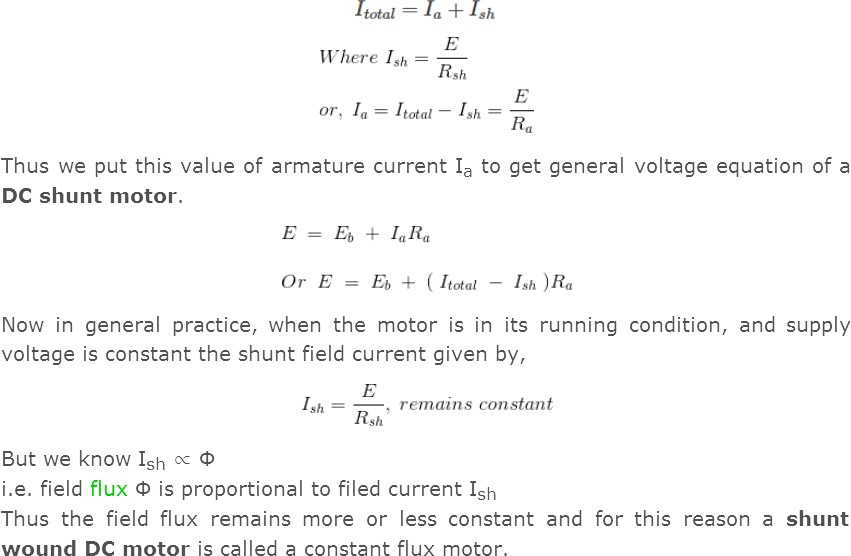 I_total = I_a + I_sh
Where I_sh = E / R_sh
or, I_a = I_total − I_sh = E / R_a
Thus we put this value of armature current I_a to get general voltage equation of a
DC shunt motor.
E = E_b + I_a R_a
Or E = E_b + ( I_total − I_sh )R_a
Now in general practice, when the motor is in its running condition, and supply
voltage is constant the shunt field current given by,
I_sh = E / R_sh, remains constant
But we know I_sh ∝ Φ
i.e. field flux Φ is proportional to filed current I_sh
Thus the field flux remains more or less constant and for this reason a shunt
wound DC motor is called a constant flux motor.